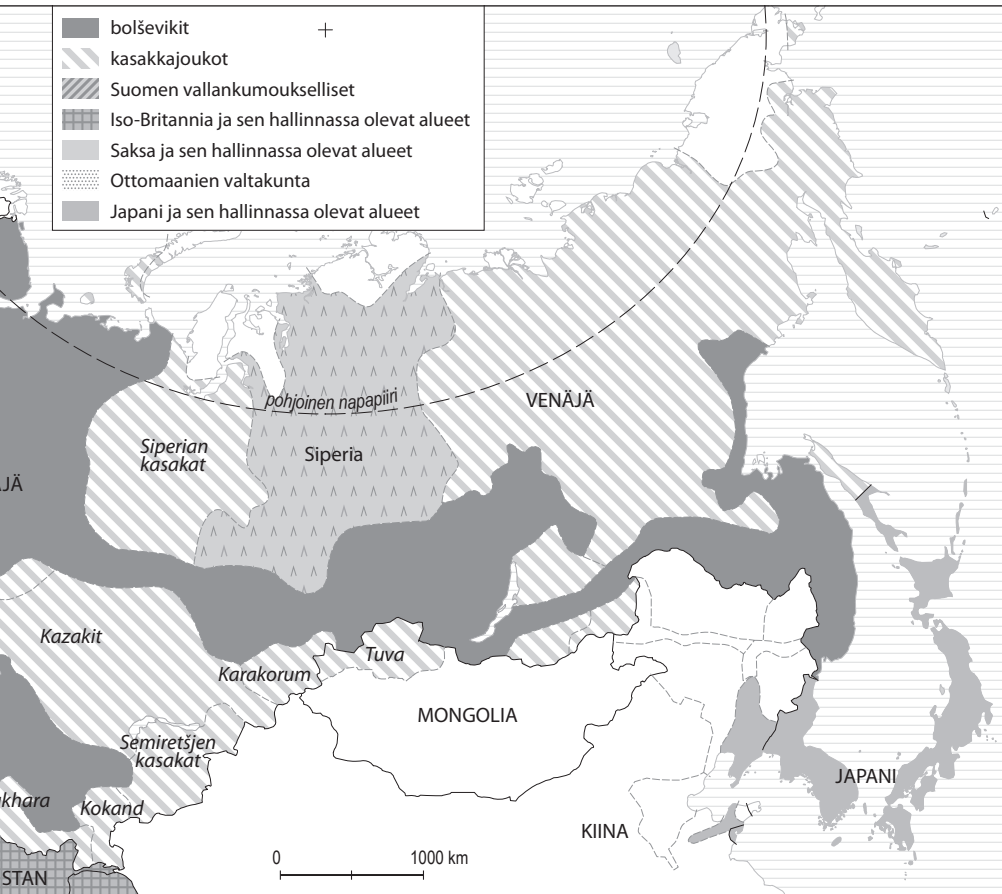 bolševikit
kasakkajoukot
Suomen vallankumoukselliset
Iso-Britannia ja sen hallinnassa olevat alueet
Saksa ja sen hallinnassa olevat alueet
Ottomaanien valtakunta
Japani ja sen hallinnassa olevat alueet
pohjoinen napapiiri
VENÄJÄ
Siperian
kasakat
Siperia
JÄ
Kazakit
Karakorum
Tuva
MONGOLIA
Semiretšjen
kasakat
khara
Kokand
JAPANI
KIINA
STAN
0 1000 km